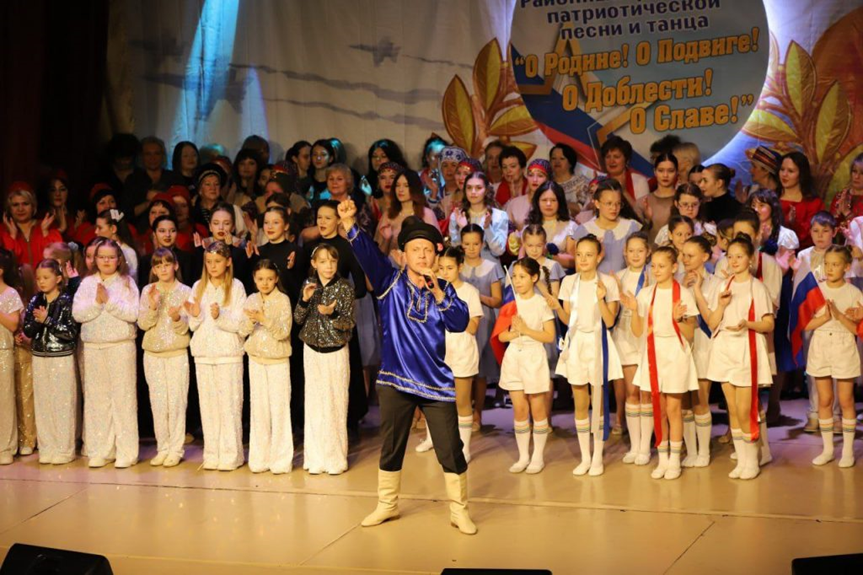 патриотической
песни и танца
"О Родине! О Подвиге!
О Доблести!
О Славе!"